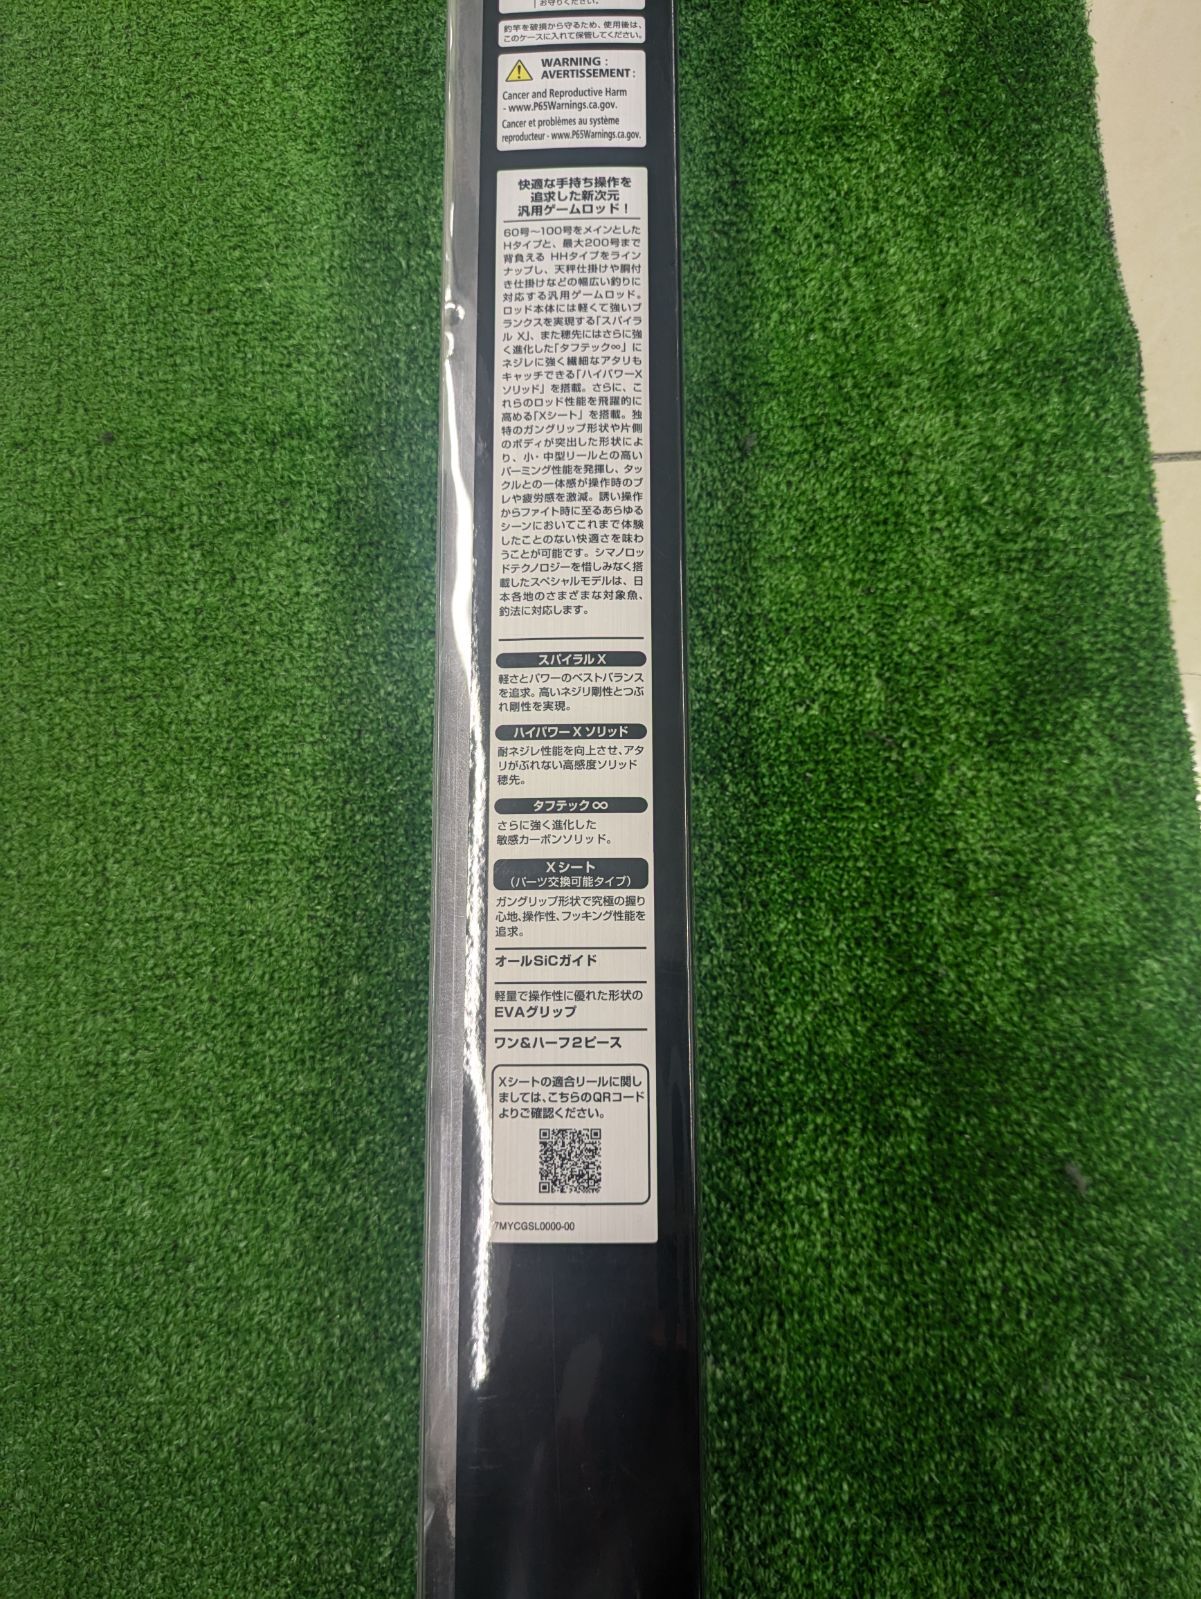 お守りください。
釣竿を破損から守るため、使用後は、
このケースに入れて保管してください。
WARNING :
AVERTISSEMENT :
Cancer and Reproductive Harm
- www.P65Warnings.ca.gov.
Cancer et problèmes au système
reproducteur - www.P65Warnings.ca.gov.
快適な手持ち操作を
追求した新次元
汎用ゲームロッド！
60号～100号をメインとした
Hタイプと、最大200号まで
背負える HHタイプをライン
ナップし、天秤仕掛けや胴付
き仕掛けなどの幅広い釣りに
対応する汎用ゲームロッド。
ロッド本体には軽くて強いブ
ランクスを実現する「スパイラ
ル X」、また穂先にはさらに強
く進化した「タフテック∞」に
ネジレに強く繊細なアタリも
キャッチできる「ハイパワーX
ソリッド」を搭載。さらに、こ
れらのロッド性能を飛躍的に
高める「Xシート」を搭載。独
特のガングリップ形状や片側
のボディが突出した形状によ
り、小・中型リールとの高い
パーミング性能を発揮し、タッ
クルとの一体感が操作時のブ
レや疲労感を激減。誘い操作
からファイト時に至るあらゆる
シーンにおいてこれまで体験
したことのない快適さを味わ
うことが可能です。シマノロッ
ドテクノロジーを惜しみなく搭
載したスペシャルモデルは、日
本各地のさまざまな対象魚、
釣法に対応します。
スパイラル X
軽さとパワーのベストバランス
を追求。高いネジリ剛性とつぶ
れ剛性を実現。
ハイパワー X ソリッド
耐ネジレ性能を向上させ、アタ
リがぶれない高感度ソリッド
穂先。
タフテック ∞
さらに強く進化した
敏感カーボンソリッド。
X シート
（パーツ交換可能タイプ）
ガングリップ形状で究極の握り
心地、操作性、フッキング性能を
追求。
オールSiCガイド
軽量で操作性に優れた形状の
EVAグリップ
ワン&ハーフ2ピース
Xシートの適合リールに関し
ましては、こちらのQRコード
よりご確認ください。
7MYCGSL0000-00